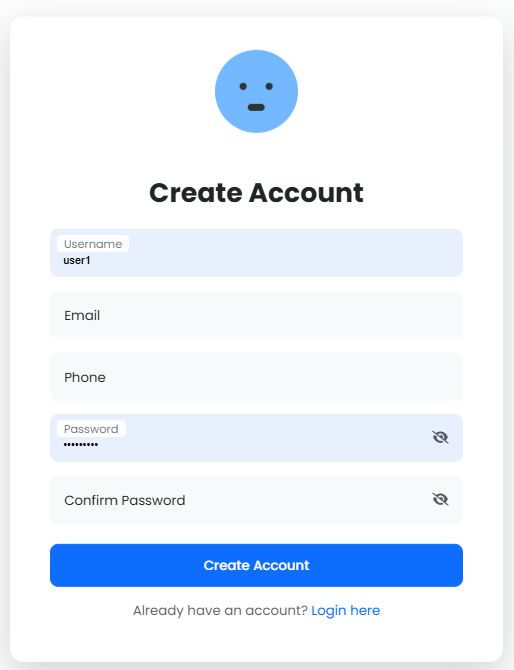 Create Account
Username
user1
Email
Phone
Password
•••••••••
Confirm Password
Create Account
Already have an account? Login here